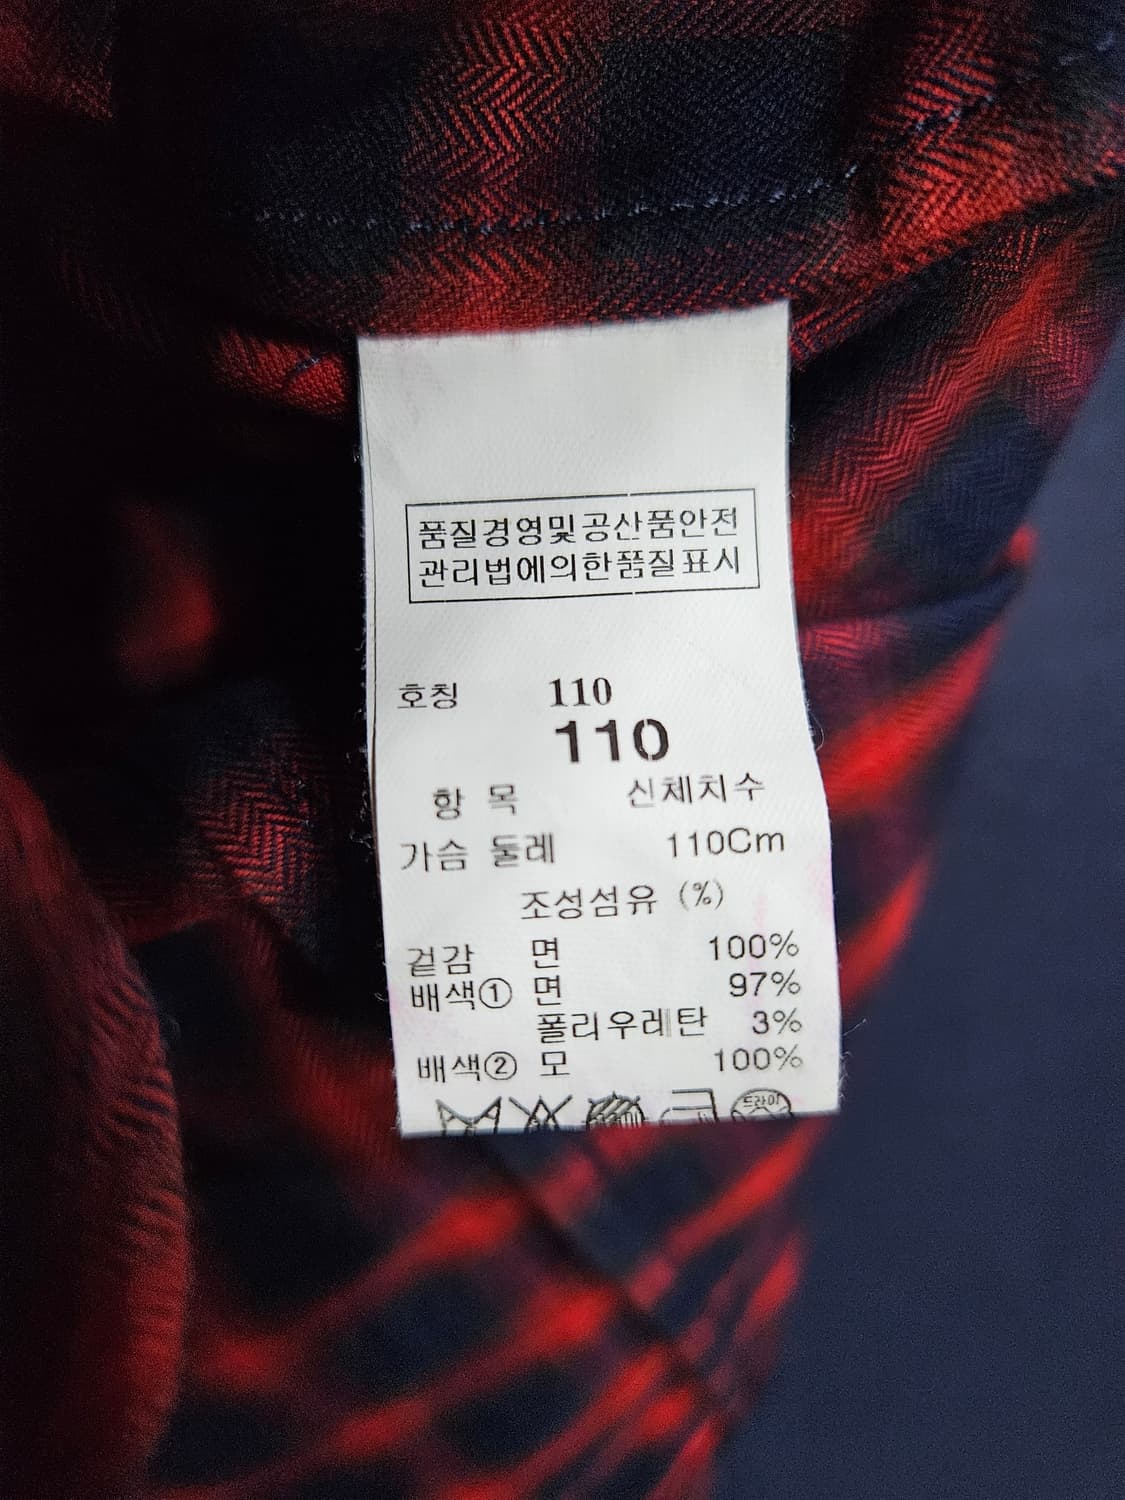 품질경영및공산품안전
관리법에의한품질표시
호칭 110
110
항 목 신체치수
가슴 둘레 110Cm
조성섬유 (%)
겉감 면 100%
배색① 면 97%
폴리우레탄 3%
배색② 모 100%
드라이